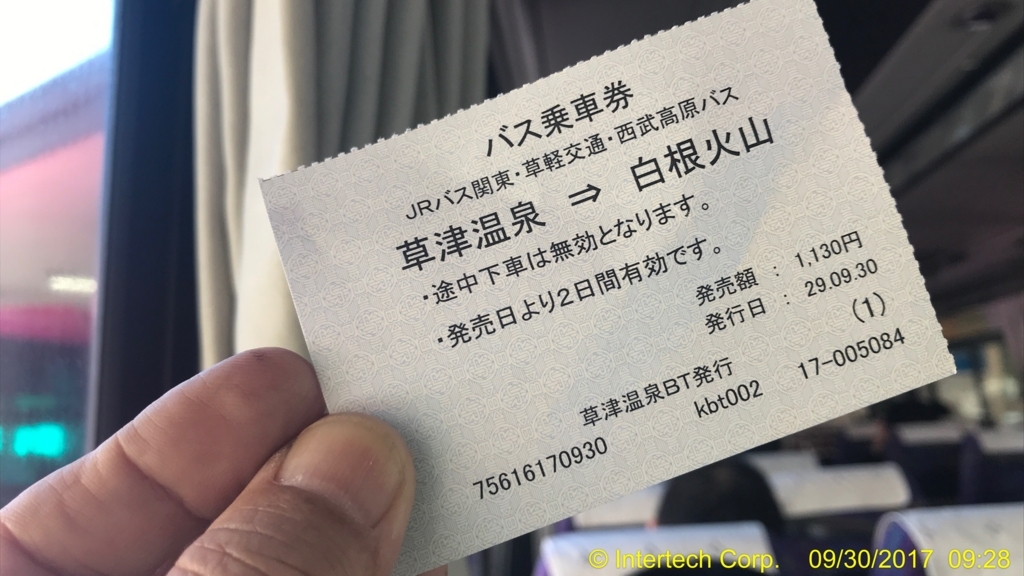 バス乗車券
JRバス関東・草軽交通・西武高原バス
草津温泉 ⇒ 白根火山
・途中下車は無効となります。
・発売日より2日間有効です。
発売額 : 1,130円
発行日 : 29.09.30
(1)
草津温泉BT発行
kbt002 17-005084
75616170930
© Intertech Corp. 09/30/2017 09:28